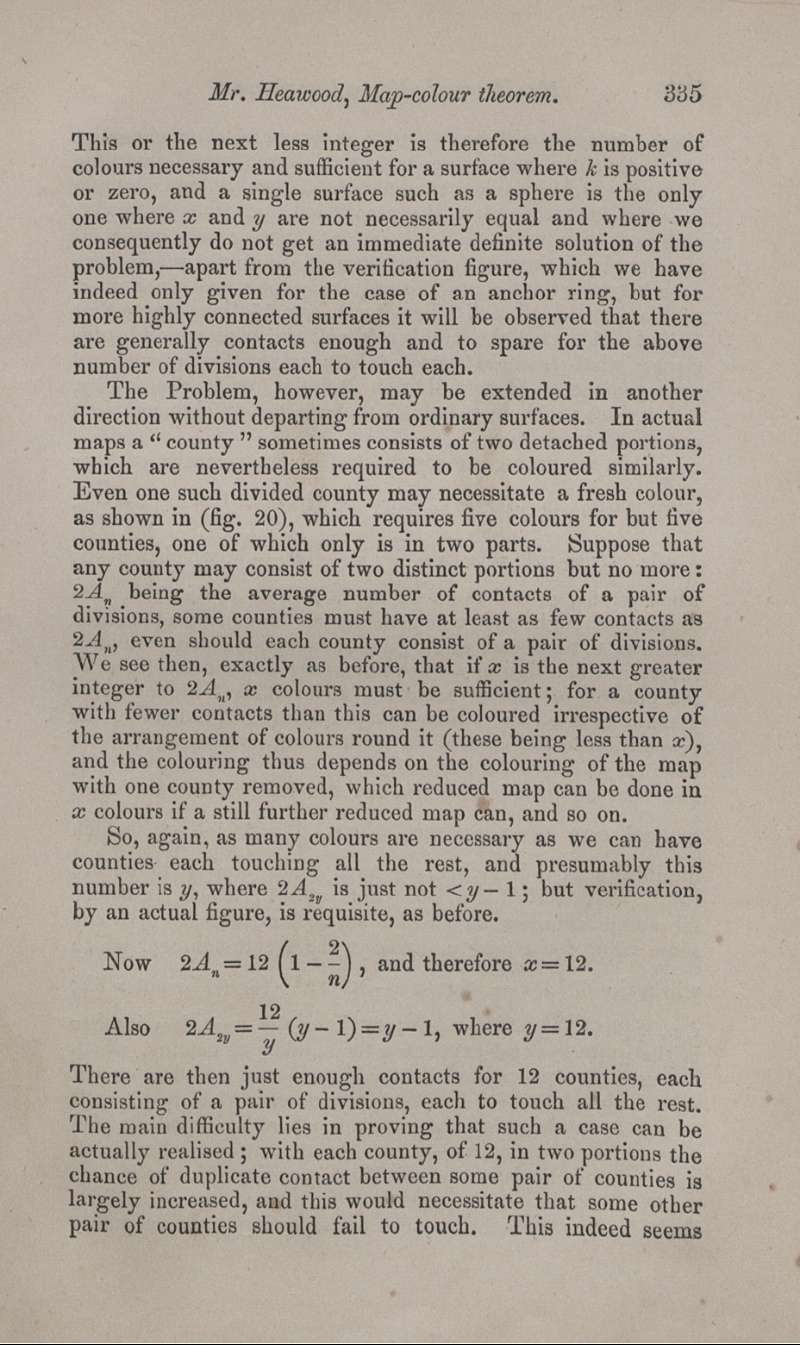 Mr. Heawood, Map-colour theorem. 335
This or the next less integer is therefore the number of
colours necessary and sufficient for a surface where k is positive
or zero, and a single surface such as a sphere is the only
one where x and y are not necessarily equal and where we
consequently do not get an immediate definite solution of the
problem,—apart from the verification figure, which we have
indeed only given for the case of an anchor ring, but for
more highly connected surfaces it will be observed that there
are generally contacts enough and to spare for the above
number of divisions each to touch each.
The Problem, however, may be extended in another
direction without departing from ordinary surfaces. In actual
maps a “ county ” sometimes consists of two detached portions,
which are nevertheless required to be coloured similarly.
Even one such divided county may necessitate a fresh colour,
as shown in (fig. 20), which requires five colours for but five
counties, one of which only is in two parts. Suppose that
any county may consist of two distinct portions but no more:
2Aₙ being the average number of contacts of a pair of
divisions, some counties must have at least as few contacts as
2Aₙ, even should each county consist of a pair of divisions.
We see then, exactly as before, that if x is the next greater
integer to 2Aₙ, x colours must be sufficient; for a county
with fewer contacts than this can be coloured irrespective of
the arrangement of colours round it (these being less than x),
and the colouring thus depends on the colouring of the map
with one county removed, which reduced map can be done in
x colours if a still further reduced map can, and so on.
So, again, as many colours are necessary as we can have
counties each touching all the rest, and presumably this
number is y, where 2A_{2y} is just not < y − 1; but verification,
by an actual figure, is requisite, as before.
Now 2Aₙ = 12 (1 − 2/n), and therefore x = 12.
Also 2A_{2y} = 12/y (y − 1) = y − 1, where y = 12.
There are then just enough contacts for 12 counties, each
consisting of a pair of divisions, each to touch all the rest.
The main difficulty lies in proving that such a case can be
actually realised; with each county, of 12, in two portions the
chance of duplicate contact between some pair of counties is
largely increased, and this would necessitate that some other
pair of counties should fail to touch. This indeed seems